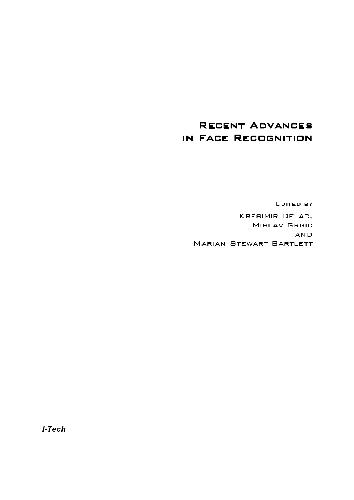 Recent Advances
in Face Recognition
Edited by
Kresimir Delac,
Mislav Grgic
and
Marian Stewart Bartlett
I-Tech